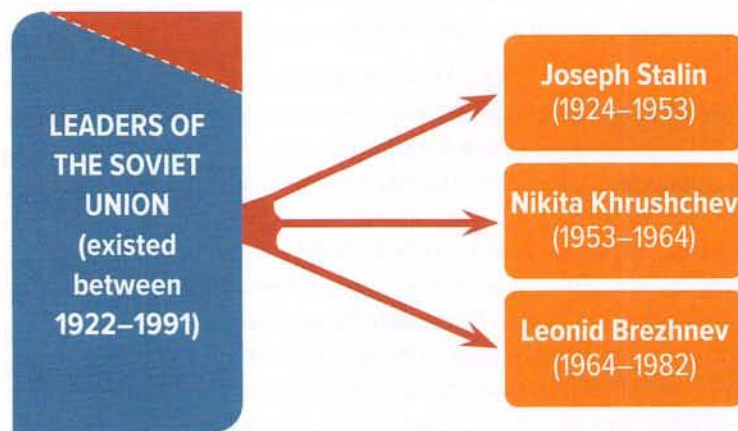 LEADERS OF
THE SOVIET
UNION
(existed
between
1922–1991)
Joseph Stalin
(1924–1953)
Nikita Khrushchev
(1953–1964)
Leonid Brezhnev
(1964–1982)